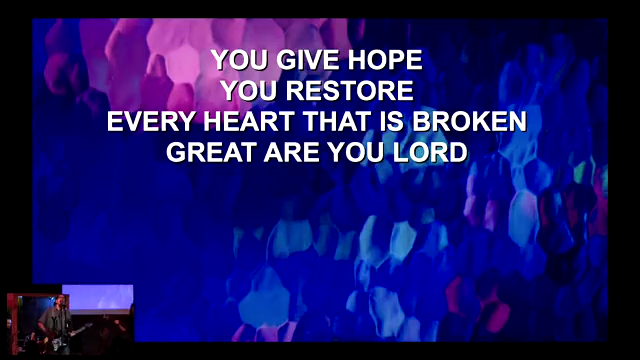 YOU GIVE HOPE
YOU RESTORE
EVERY HEART THAT IS BROKEN
GREAT ARE YOU LORD